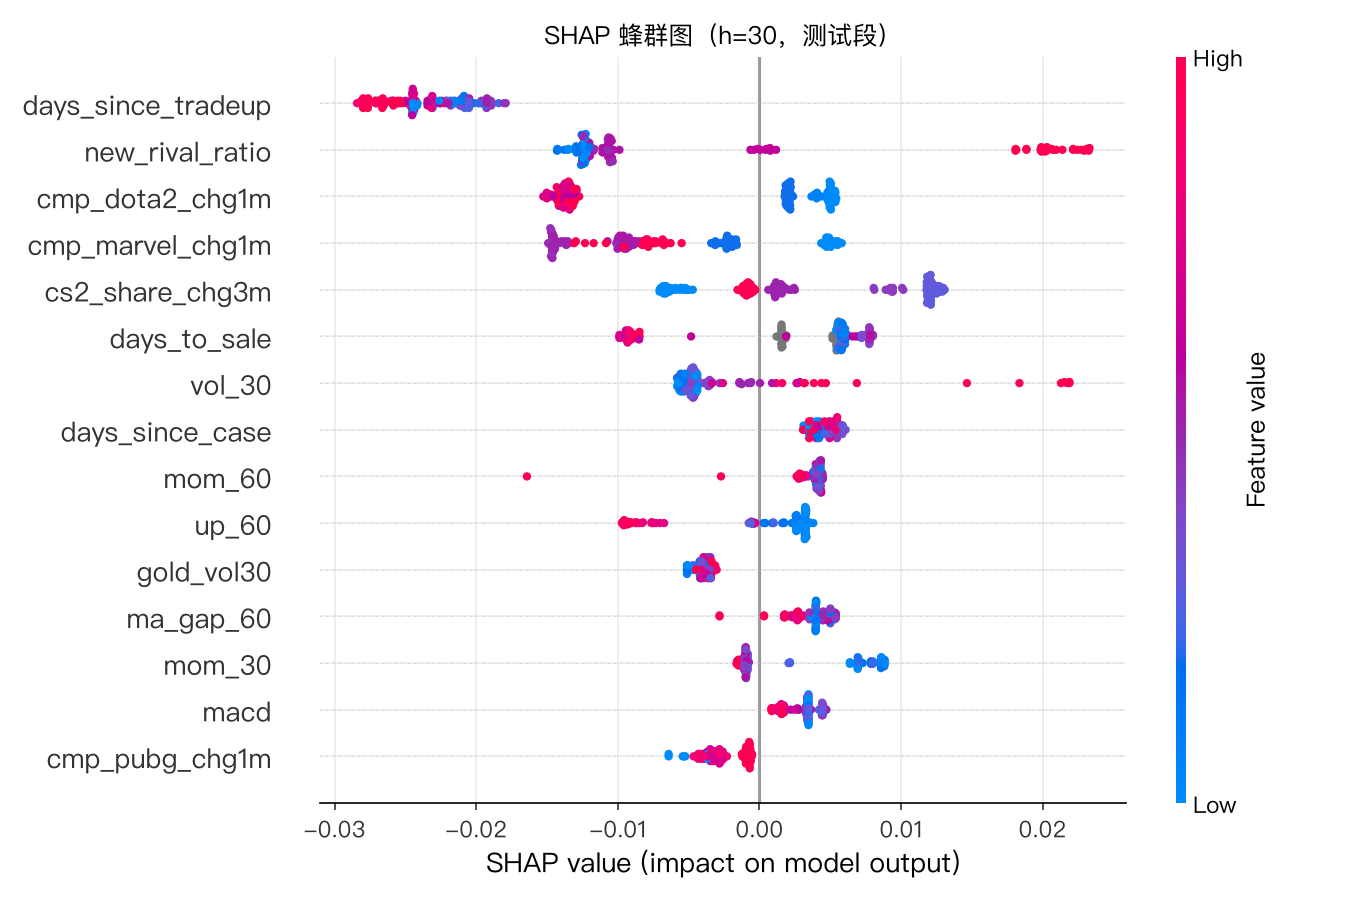 SHAP 蜂群图（h=30，测试段）
High
days_since_tradeup
new_rival_ratio
cmp_dota2_chg1m
cmp_marvel_chg1m
cs2_share_chg3m
days_to_sale
vol_30
days_since_case
mom_60
up_60
gold_vol30
ma_gap_60
mom_30
macd
cmp_pubg_chg1m
Feature value
Low
−0.03 −0.02 −0.01 0.00 0.01 0.02
SHAP value (impact on model output)